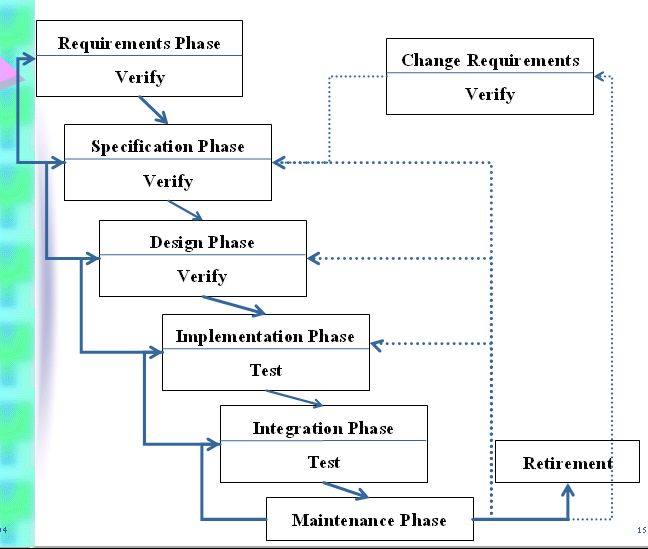 Requirements Phase
Verify
Change Requirements
Verify
Specification Phase
Verify
Design Phase
Verify
Implementation Phase
Test
Integration Phase
Test
Retirement
Maintenance Phase
04
15